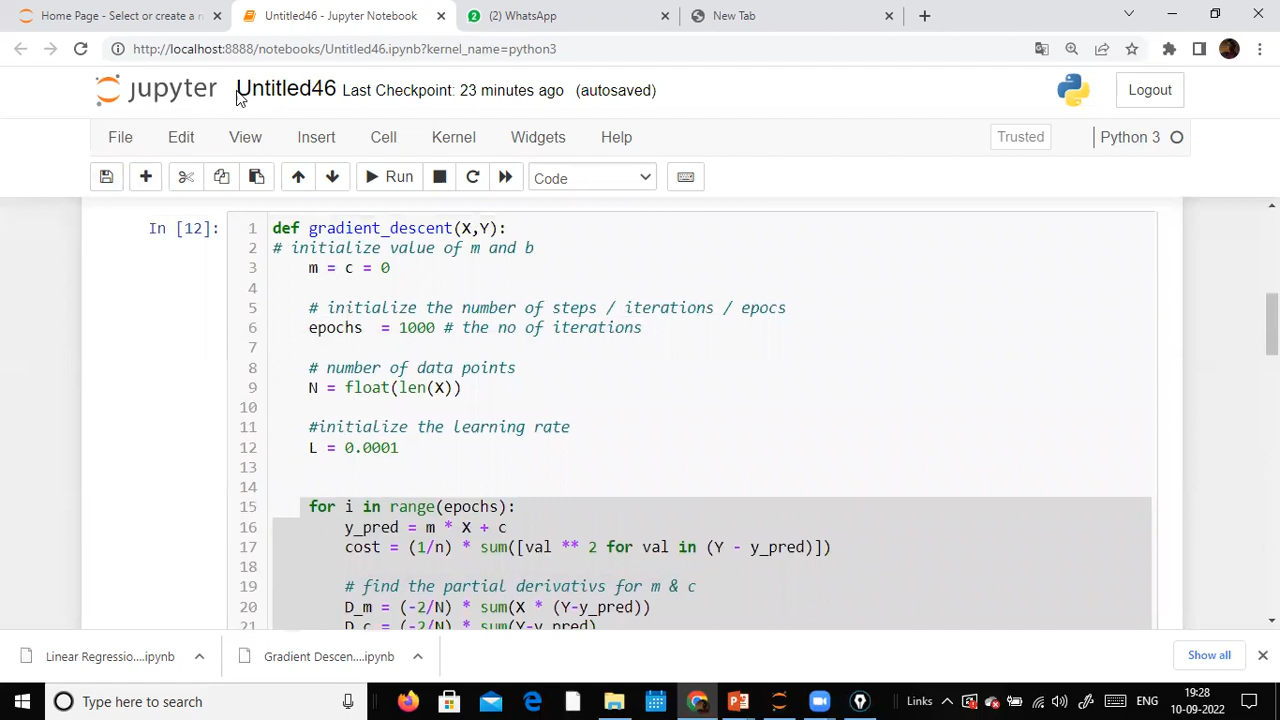 Home Page - Select or create a n
Untitled46 - Jupyter Notebook
2
(2) WhatsApp
New Tab
http://localhost:8888/notebooks/Untitled46.ipynb?kernel_name=python3
jupyter Untitled46 Last Checkpoint: 23 minutes ago (autosaved)
Logout
File Edit View Insert Cell Kernel Widgets Help
Trusted
Python 3
Run
Code
In [12]:
1 def gradient_descent(X,Y):
2 # initialize value of m and b
3 m = c = 0
4
5 # initialize the number of steps / iterations / epocs
6 epochs = 1000 # the no of iterations
7
8 # number of data points
9 N = float(len(X))
10
11 #initialize the learning rate
12 L = 0.0001
13
14
15 for i in range(epochs):
16 y_pred = m * X + c
17 cost = (1/n) * sum([val ** 2 for val in (Y - y_pred)])
18
19 # find the partial derivativs for m & c
20 D_m = (-2/N) * sum(X * (Y-y_pred))
21 D_c = (-2/N) * sum(Y-y_pred)
Linear Regressio....ipynb
Gradient Descen....ipynb
Show all
Type here to search
Links
ENG
19:28
10-09-2022